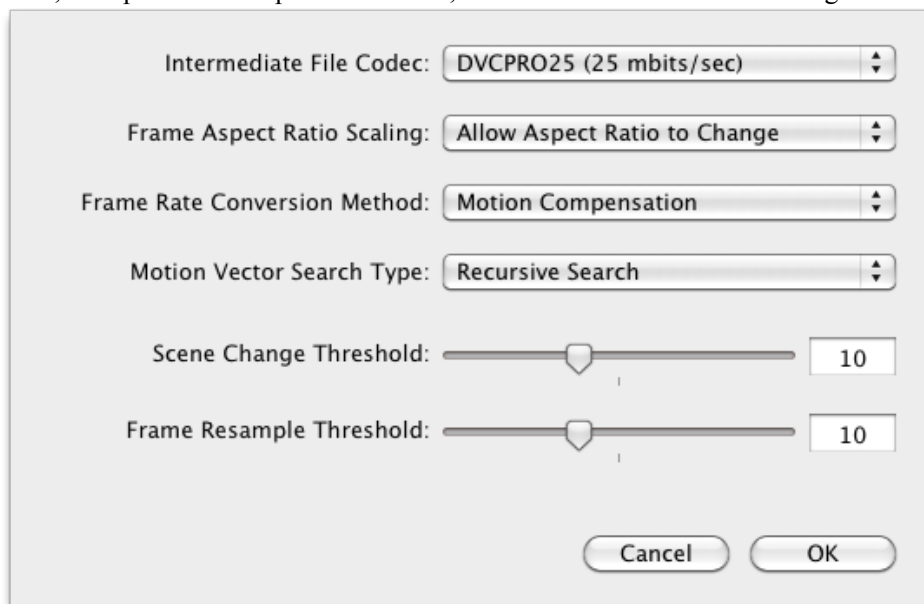 Intermediate File Codec: DVCPRO25 (25 mbits/sec)
Frame Aspect Ratio Scaling: Allow Aspect Ratio to Change
Frame Rate Conversion Method: Motion Compensation
Motion Vector Search Type: Recursive Search
Scene Change Threshold: 10
Frame Resample Threshold: 10
Cancel OK